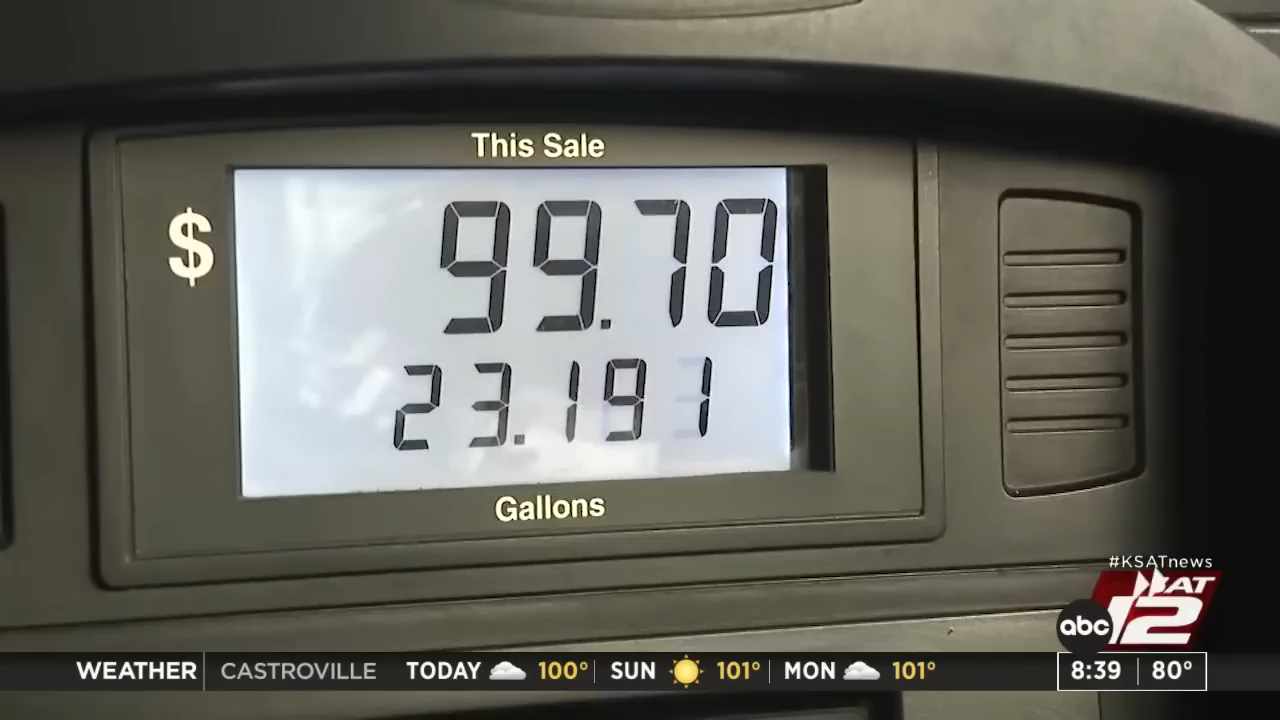 This Sale
$ 99.70
23.191
Gallons
#KSATnews
SAT
abc 12
WEATHER CASTROVILLE TODAY 100° SUN 101° MON 101° 8:39 80°